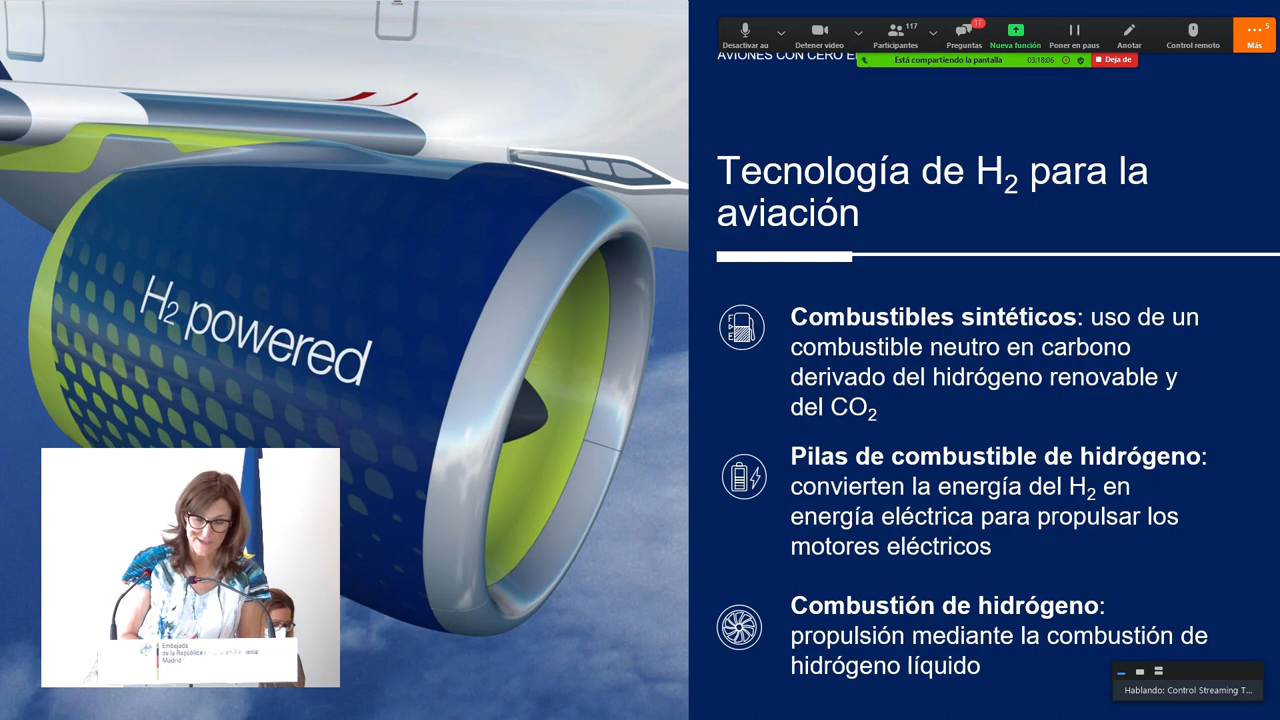 Desactivar au
Detener video
117
Participantes
17
Preguntas
Nueva función
Poner en paus
Anotar
Control remoto
5
Más
AVIONES CON CERO
Está compartiendo la pantalla
03:18:06
Deja de
Tecnología de H2 para la
aviación
H2 powered
F
E
Combustibles sintéticos: uso de un
combustible neutro en carbono
derivado del hidrógeno renovable y
del CO2
Pilas de combustible de hidrógeno:
convierten la energía del H2 en
energía eléctrica para propulsar los
motores eléctricos
Combustión de hidrógeno:
propulsión mediante la combustión de
hidrógeno líquido
Embajada
de la República
Madrid
Hablando: Control Streaming T...